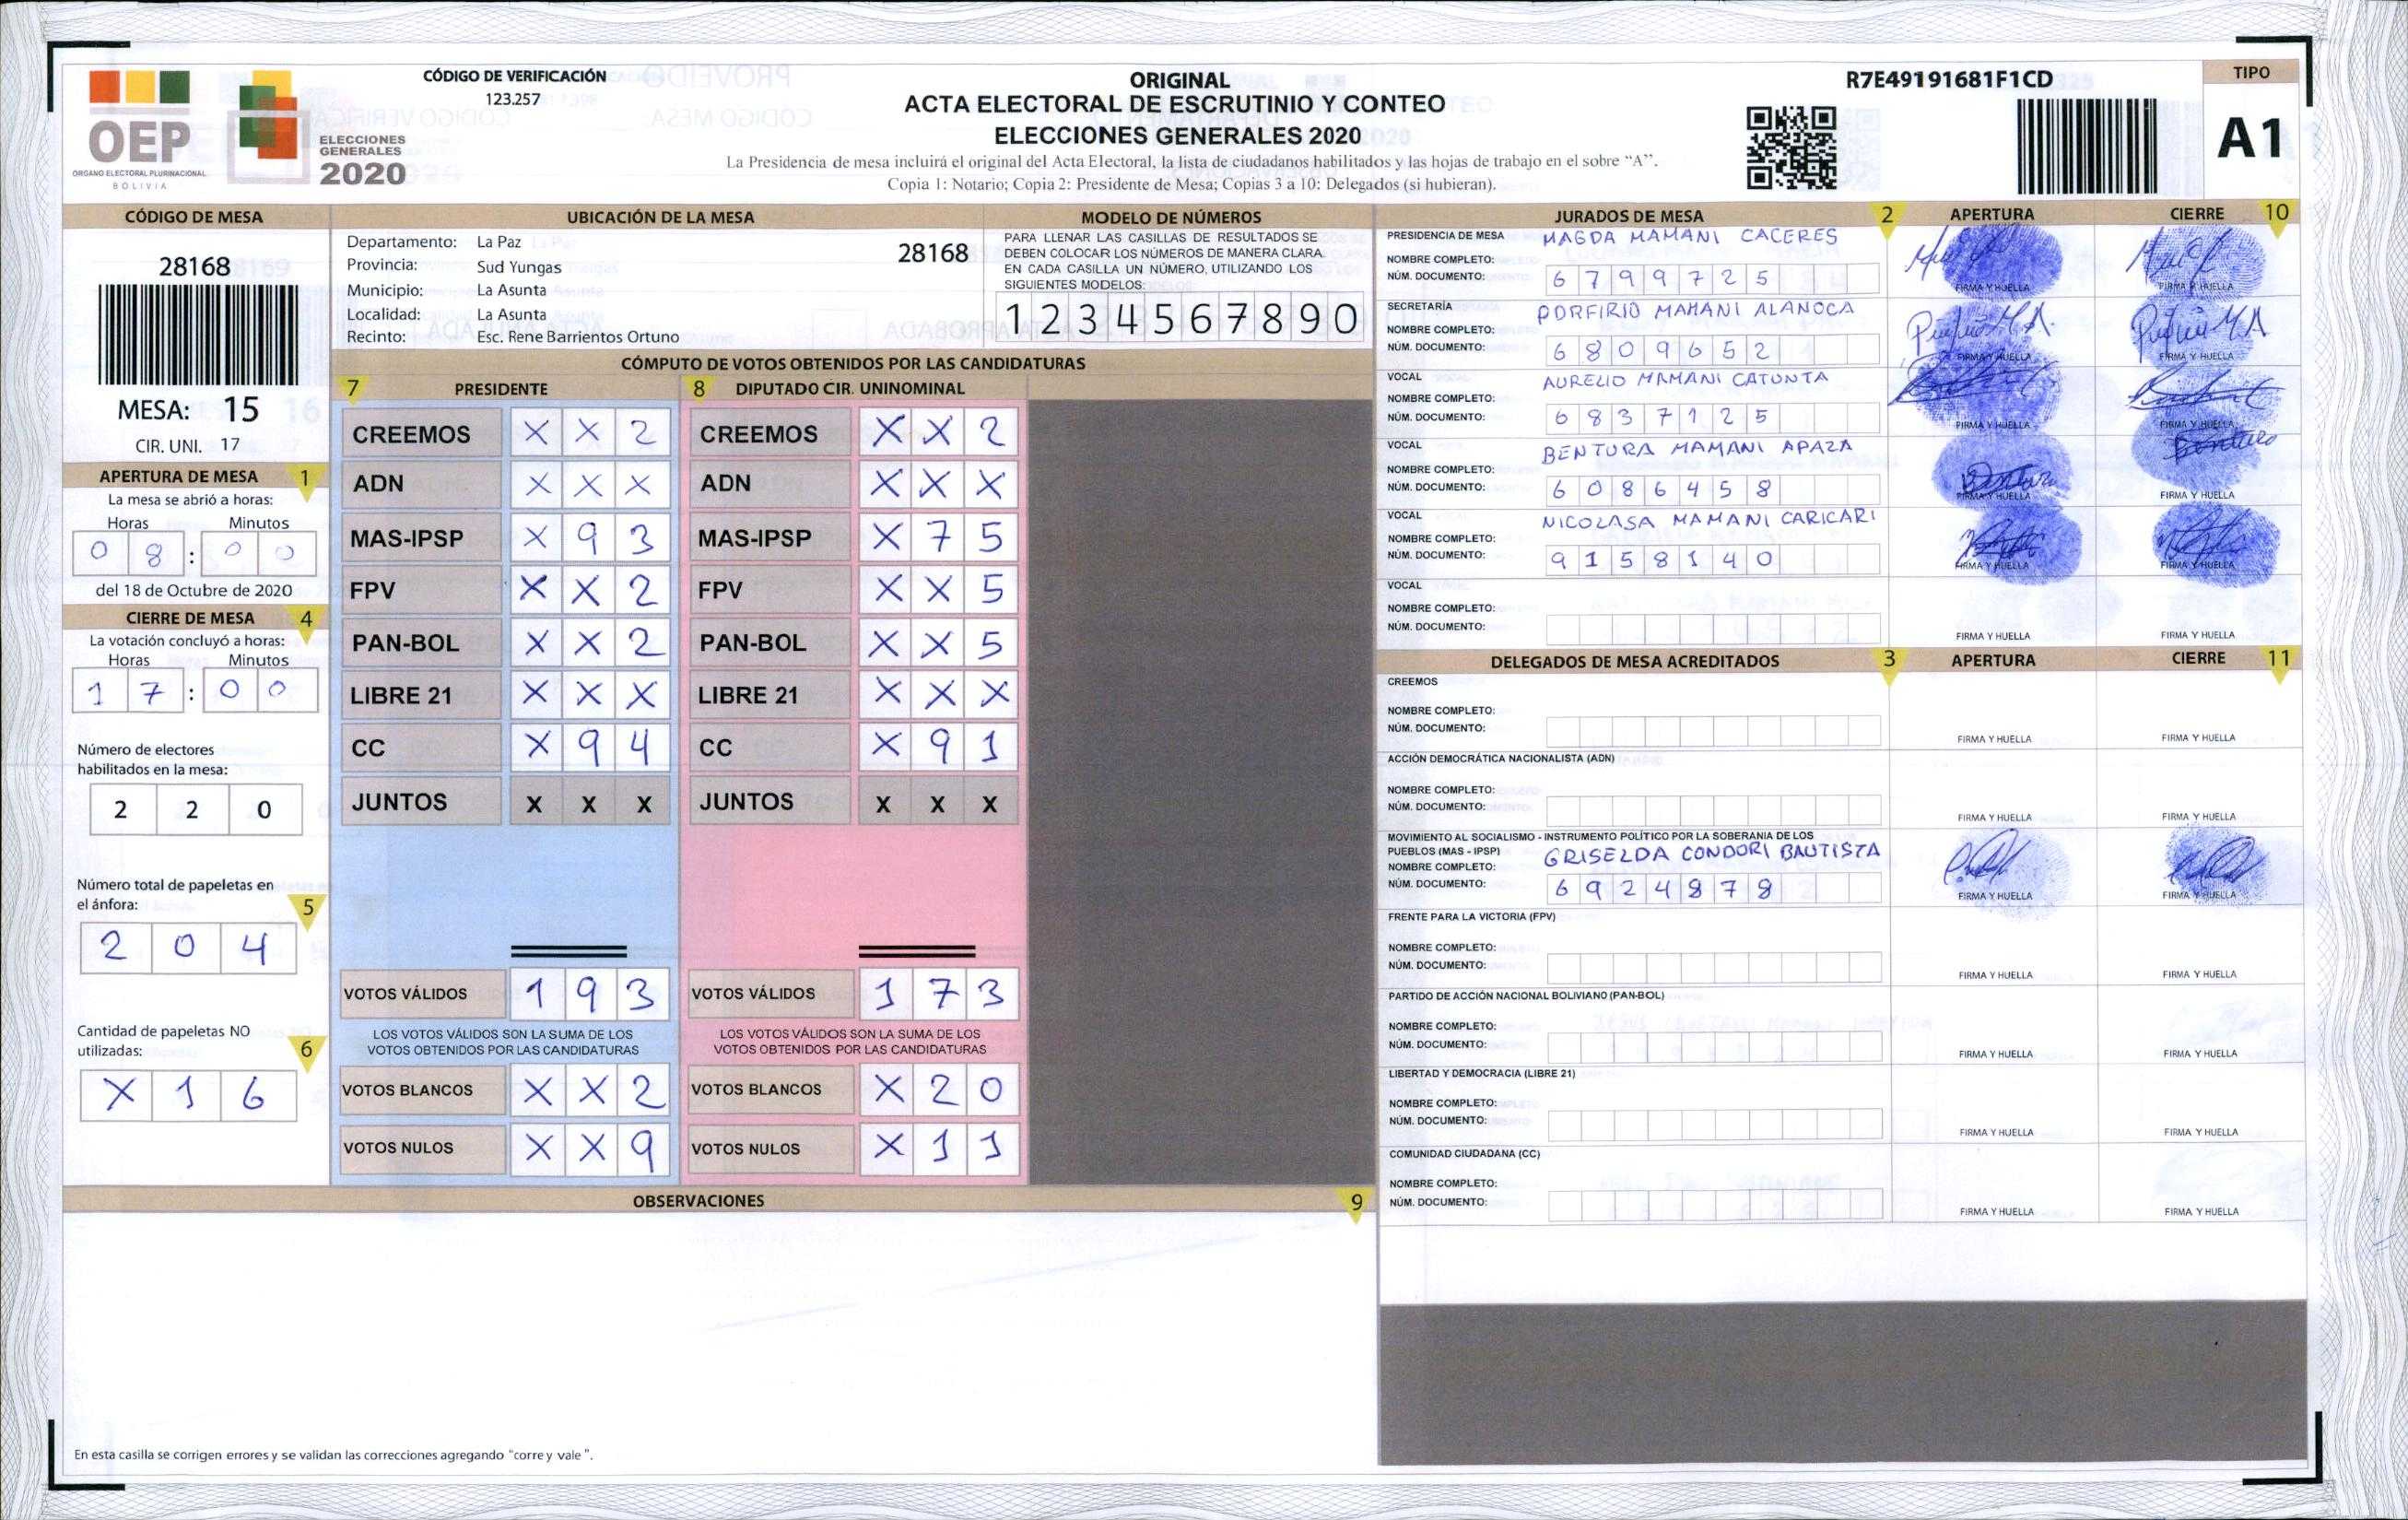 OEP
ÓRGANO ELECTORAL PLURINACIONAL
BOLIVIA
ELECCIONES
GENERALES
2020
CÓDIGO DE VERIFICACIÓN
123.257
ORIGINAL
ACTA ELECTORAL DE ESCRUTINIO Y CONTEO
ELECCIONES GENERALES 2020
La Presidencia de mesa incluirá el original del Acta Electoral, la lista de ciudadanos habilitados y las hojas de trabajo en el sobre “A”.
Copia 1: Notario; Copia 2: Presidente de Mesa; Copias 3 a 10: Delegados (si hubieran).
R7E49191681F1CD
TIPO
A1
CÓDIGO DE MESA
28168
MESA: 15
CIR. UNI. 17
APERTURA DE MESA 1
La mesa se abrió a horas:
Horas Minutos
0 8 : 0 0
del 18 de Octubre de 2020
CIERRE DE MESA 4
La votación concluyó a horas:
Horas Minutos
1 7 : 0 0
Número de electores
habilitados en la mesa:
2 2 0
Número total de papeletas en
el ánfora: 5
2 0 4
Cantidad de papeletas NO
utilizadas: 6
X 1 6
UBICACIÓN DE LA MESA
Departamento: La Paz 28168
Provincia: Sud Yungas
Municipio: La Asunta
Localidad: La Asunta
Recinto: Esc. Rene Barrientos Ortuno
MODELO DE NÚMEROS
PARA LLENAR LAS CASILLAS DE RESULTADOS SE
DEBEN COLOCAR LOS NÚMEROS DE MANERA CLARA.
EN CADA CASILLA UN NÚMERO, UTILIZANDO LOS
SIGUIENTES MODELOS:
1 2 3 4 5 6 7 8 9 0
CÓMPUTO DE VOTOS OBTENIDOS POR LAS CANDIDATURAS
7 PRESIDENTE 8 DIPUTADO CIR. UNINOMINAL
CREEMOS X X 2 CREEMOS X X 2
ADN X X X ADN X X X
MAS-IPSP X 9 3 MAS-IPSP X 7 5
FPV X X 2 FPV X X 5
PAN-BOL X X 2 PAN-BOL X X 5
LIBRE 21 X X X LIBRE 21 X X X
CC X 9 4 CC X 9 1
JUNTOS X X X JUNTOS X X X
VOTOS VÁLIDOS 1 9 3 VOTOS VÁLIDOS 1 7 3
LOS VOTOS VÁLIDOS SON LA SUMA DE LOS LOS VOTOS VÁLIDOS SON LA SUMA DE LOS
VOTOS OBTENIDOS POR LAS CANDIDATURAS VOTOS OBTENIDOS POR LAS CANDIDATURAS
VOTOS BLANCOS X X 2 VOTOS BLANCOS X 2 0
VOTOS NULOS X X 9 VOTOS NULOS X 1 1
OBSERVACIONES 9
En esta casilla se corrigen errores y se validan las correcciones agregando "corre y vale".
JURADOS DE MESA 2 APERTURA CIERRE 10
PRESIDENCIA DE MESA MAGDA MAMANI CACERES
NOMBRE COMPLETO:
NÚM. DOCUMENTO: 6 7 9 9 7 2 5 FIRMA Y HUELLA FIRMA Y HUELLA
SECRETARÍA PORFIRIO MAMANI ALANOCA
NOMBRE COMPLETO:
NÚM. DOCUMENTO: 6 8 0 9 6 5 2 FIRMA Y HUELLA FIRMA Y HUELLA
VOCAL AURELIO MAMANI CATUNTA
NOMBRE COMPLETO:
NÚM. DOCUMENTO: 6 8 3 7 1 2 5 FIRMA Y HUELLA FIRMA Y HUELLA
VOCAL BENTURA MAMANI APAZA
NOMBRE COMPLETO:
NÚM. DOCUMENTO: 6 0 8 6 4 5 8 FIRMA Y HUELLA FIRMA Y HUELLA
VOCAL NICOLASA MAMANI CARICARI
NOMBRE COMPLETO:
NÚM. DOCUMENTO: 9 1 5 8 1 4 0 FIRMA Y HUELLA FIRMA Y HUELLA
VOCAL
NOMBRE COMPLETO:
NÚM. DOCUMENTO: FIRMA Y HUELLA FIRMA Y HUELLA
DELEGADOS DE MESA ACREDITADOS 3 APERTURA CIERRE 11
CREEMOS
NOMBRE COMPLETO:
NÚM. DOCUMENTO: FIRMA Y HUELLA FIRMA Y HUELLA
ACCIÓN DEMOCRÁTICA NACIONALISTA (ADN)
NOMBRE COMPLETO:
NÚM. DOCUMENTO: FIRMA Y HUELLA FIRMA Y HUELLA
MOVIMIENTO AL SOCIALISMO - INSTRUMENTO POLÍTICO POR LA SOBERANIA DE LOS
PUEBLOS (MAS - IPSP) GRISELDA CONDORI BAUTISTA
NOMBRE COMPLETO:
NÚM. DOCUMENTO: 6 9 2 4 8 7 8 FIRMA Y HUELLA FIRMA Y HUELLA
FRENTE PARA LA VICTORIA (FPV)
NOMBRE COMPLETO:
NÚM. DOCUMENTO: FIRMA Y HUELLA FIRMA Y HUELLA
PARTIDO DE ACCIÓN NACIONAL BOLIVIANO (PAN-BOL)
NOMBRE COMPLETO:
NÚM. DOCUMENTO: FIRMA Y HUELLA FIRMA Y HUELLA
LIBERTAD Y DEMOCRACIA (LIBRE 21)
NOMBRE COMPLETO:
NÚM. DOCUMENTO: FIRMA Y HUELLA FIRMA Y HUELLA
COMUNIDAD CIUDADANA (CC)
NOMBRE COMPLETO:
NÚM. DOCUMENTO: FIRMA Y HUELLA FIRMA Y HUELLA